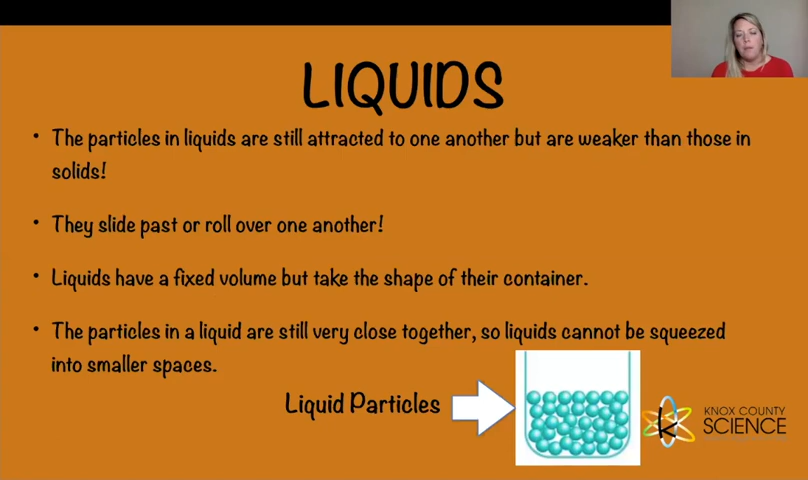 LIQUIDS
• The particles in liquids are still attracted to one another but are weaker than those in
solids!
• They slide past or roll over one another!
• Liquids have a fixed volume but take the shape of their container.
• The particles in a liquid are still very close together, so liquids cannot be squeezed
into smaller spaces.
Liquid Particles
KNOX COUNTY
SCIENCE